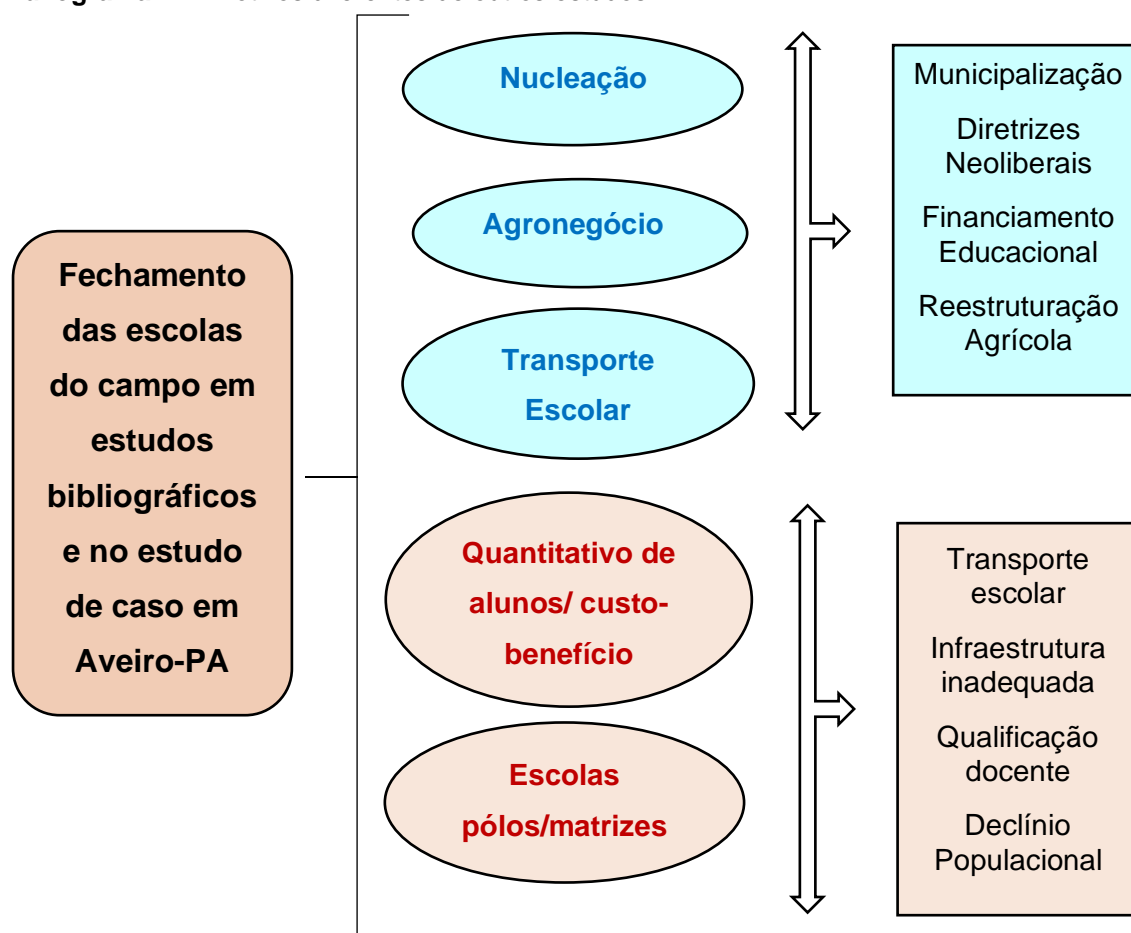 Fechamento
das escolas
do campo em
estudos
bibliográficos
e no estudo
de caso em
Aveiro-PA
Nucleação
Agronegócio
Transporte
Escolar
Municipalização
Diretrizes
Neoliberais
Financiamento
Educacional
Reestruturação
Agrícola
Quantitativo de
alunos/ custo-
benefício
Escolas
pólos/matrizes
Transporte
escolar
Infraestrutura
inadequada
Qualificação
docente
Declínio
Populacional